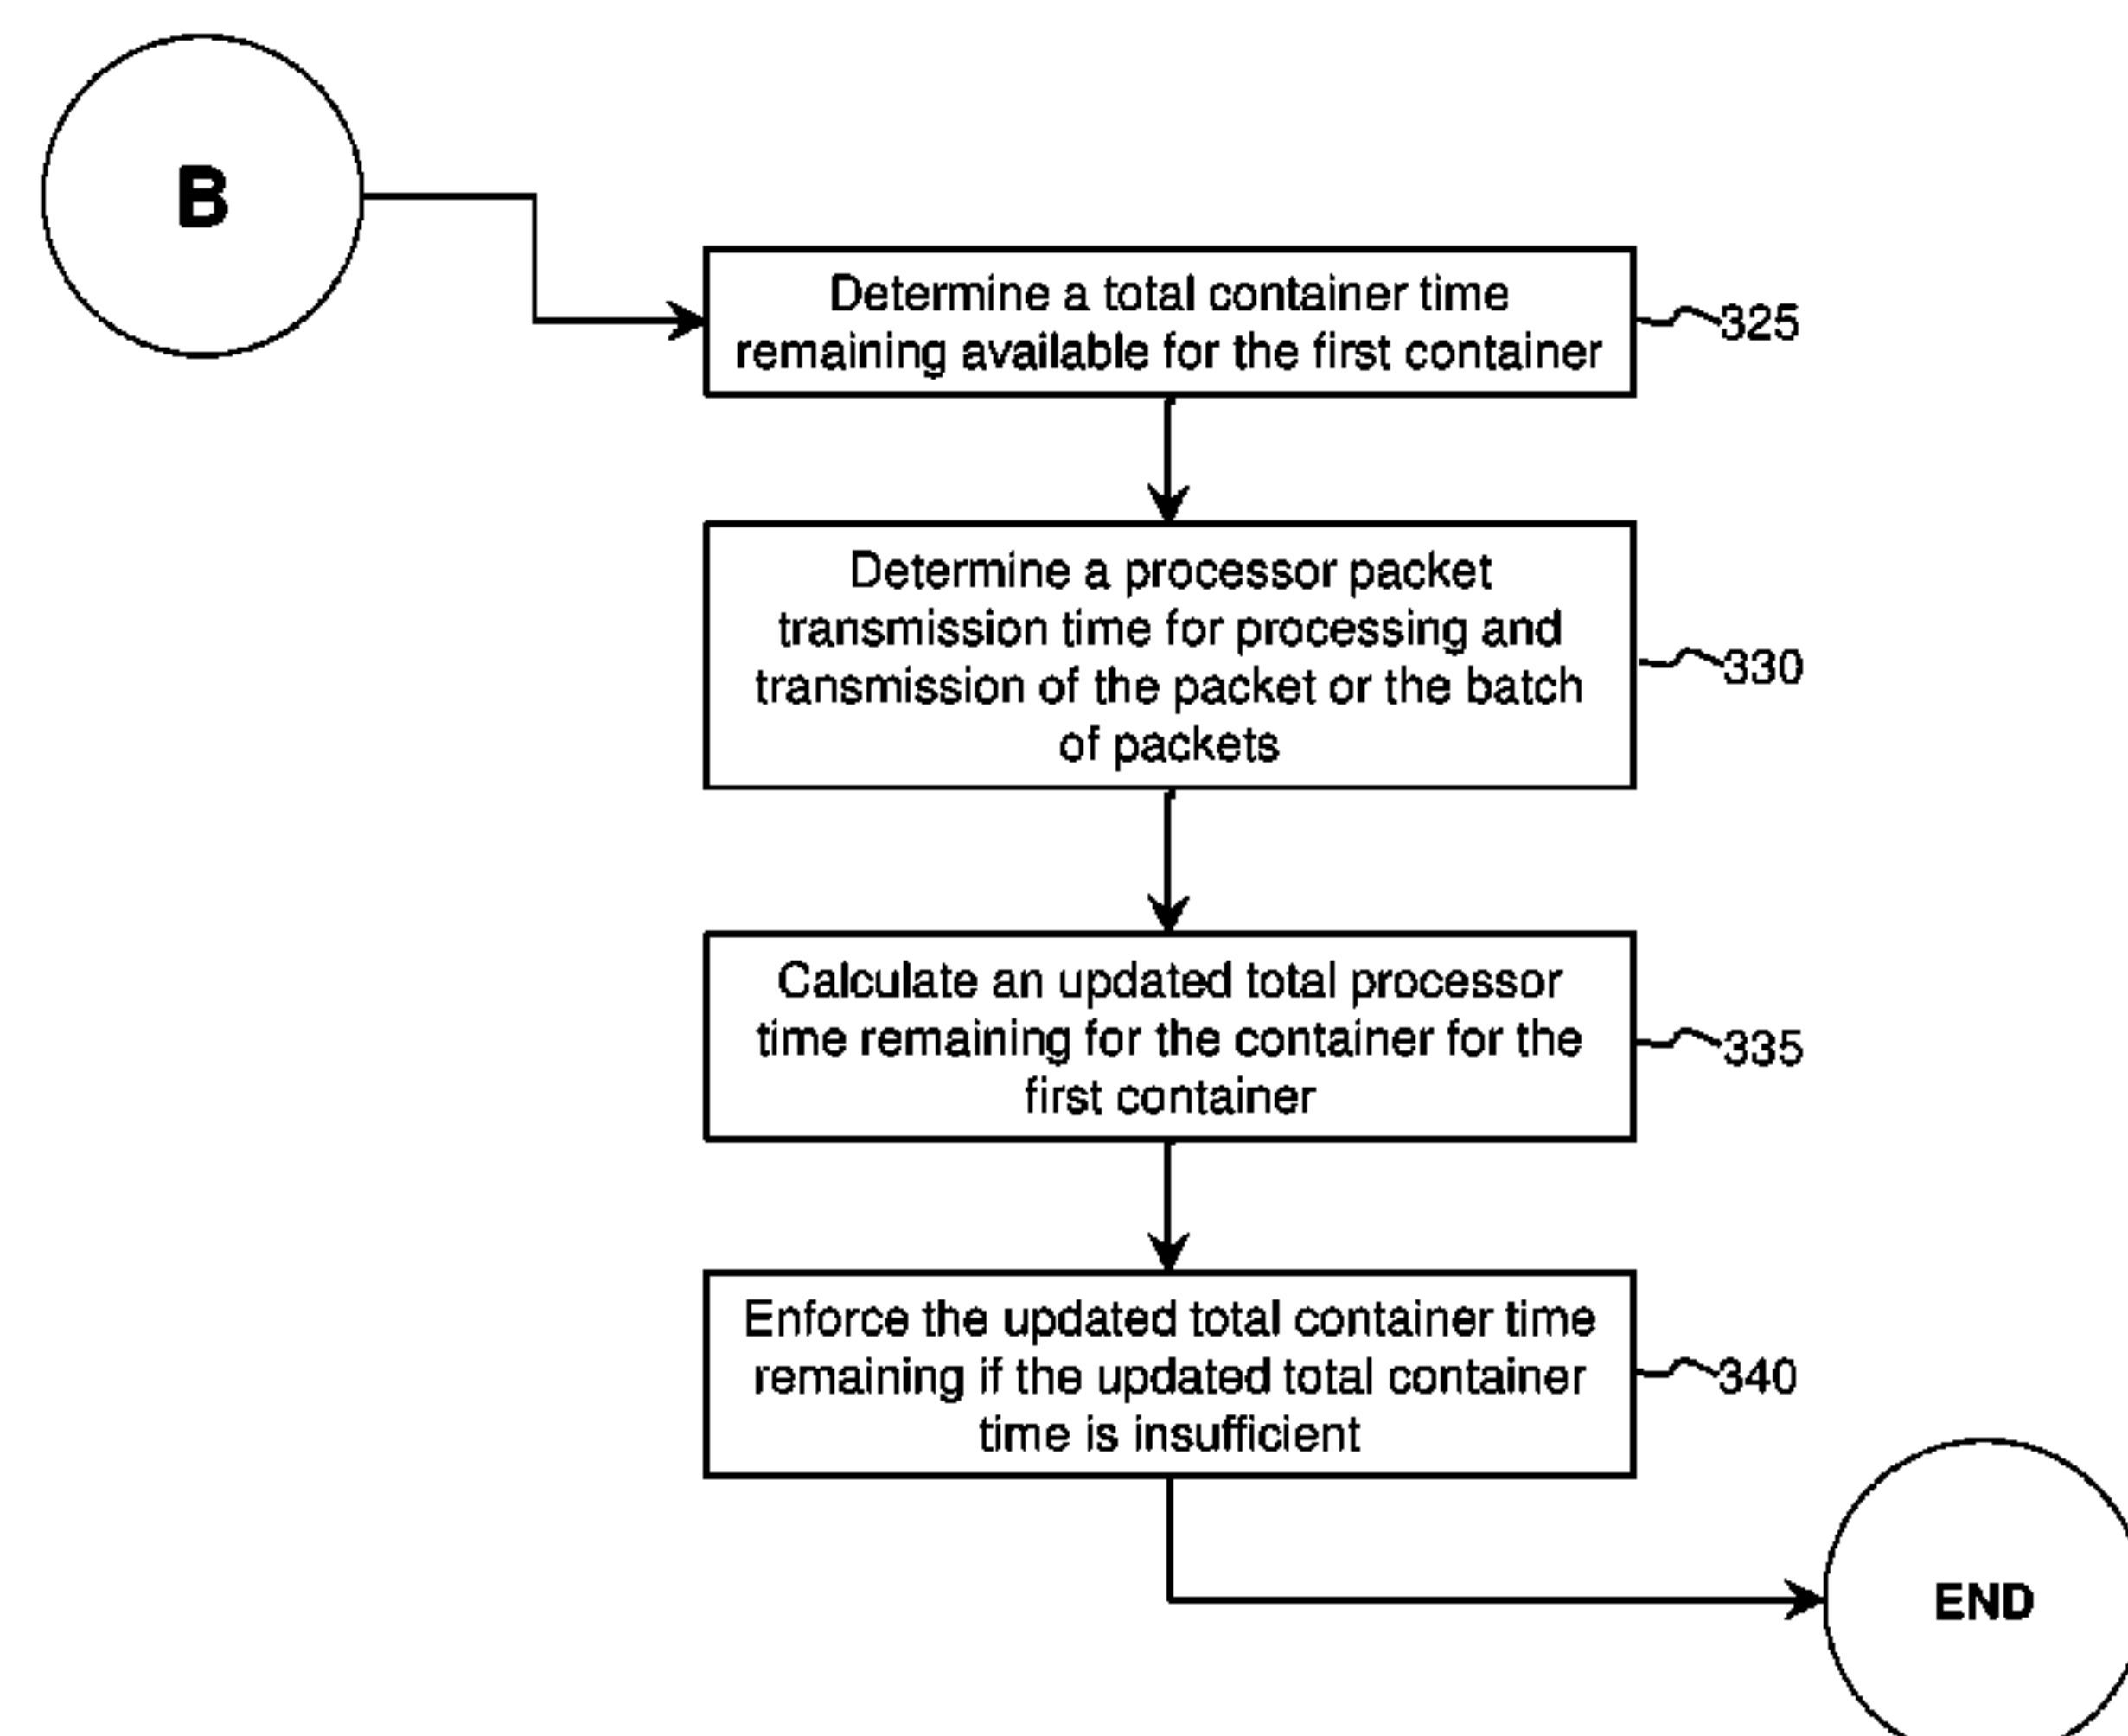 B
Determine a total container time
remaining available for the first container
325
Determine a processor packet
transmission time for processing and
transmission of the packet or the batch
of packets
330
Calculate an updated total processor
time remaining for the container for the
first container
335
Enforce the updated total container time
remaining if the updated total container
time is insufficient
340
END